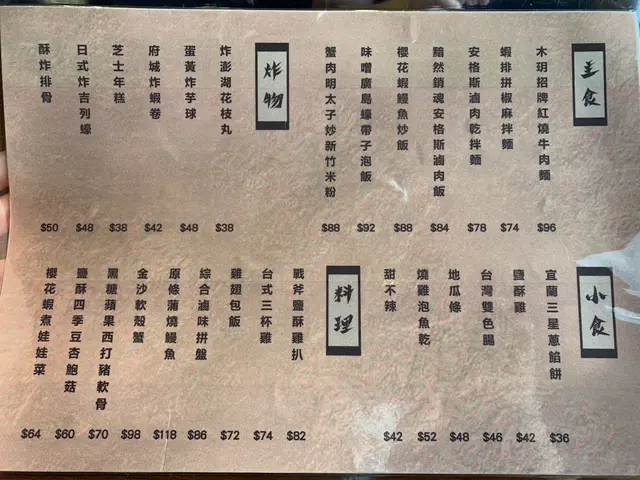 主食
木玥招牌紅燒牛肉麵 $96
蝦排拼椒麻拌麵 $74
安格斯滷肉乾拌麵 $78
黯然銷魂安格斯滷肉飯 $84
櫻花蝦鰻魚炒飯 $88
味噌廣島蠔帶子泡飯 $92
蟹肉明太子炒新竹米粉 $88
炸物
炸澎湖花枝丸 $38
蛋黃炸芋球 $48
府城炸蝦卷 $42
芝士年糕 $38
日式炸吉列蠔 $48
酥炸排骨 $50
小食
宜蘭三星蔥餡餅 $36
鹽酥雞 $42
台灣雙色腸 $46
地瓜條 $48
燒雞泡魚乾 $52
甜不辣 $42
料理
戰斧鹽酥雞扒 $82
台式三杯雞 $74
雞翅包飯 $72
綜合滷味拼盤 $86
原條蒲燒鰻魚 $118
金沙軟殼蟹 $98
黑糖蘋果西打豬軟骨 $70
鹽酥四季豆杏鮑菇 $60
櫻花蝦煮娃娃菜 $64